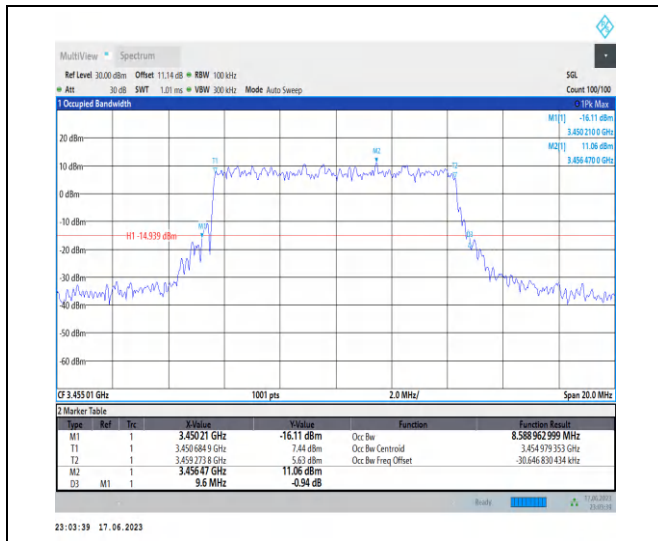 MultiView Spectrum
Ref Level 30.00 dBm Offset 11.14 dB RBW 100 kHz SGL
Att 30 dB SWT 1.01 ms VBW 300 kHz Mode Auto Sweep Count 100/100
1 Occupied Bandwidth 1Pk Max
M1[1] -16.11 dBm
3.450 210 0 GHz
M2[1] 11.06 dBm
3.456 470 0 GHz
20 dBm
M2
T1
T2
10 dBm
0 dBm
-10 dBm
M1
H1 -14.939 dBm
D3
-20 dBm
-30 dBm
-40 dBm
-50 dBm
-60 dBm
CF 3.455 01 GHz 1001 pts 2.0 MHz/ Span 20.0 MHz
2 Marker Table
Type Ref Trc X-Value Y-Value Function Function Result
M1 1 3.450 21 GHz -16.11 dBm Occ Bw 8.588 962 999 MHz
T1 1 3.450 684 9 GHz 7.44 dBm Occ Bw Centroid 3.454 979 353 GHz
T2 1 3.459 273 8 GHz 5.63 dBm Occ Bw Freq Offset -30.646 830 434 kHz
M2 1 3.456 47 GHz 11.06 dBm
D3 M1 1 9.6 MHz -0.94 dB
Ready
23:03:39 17.06.2023